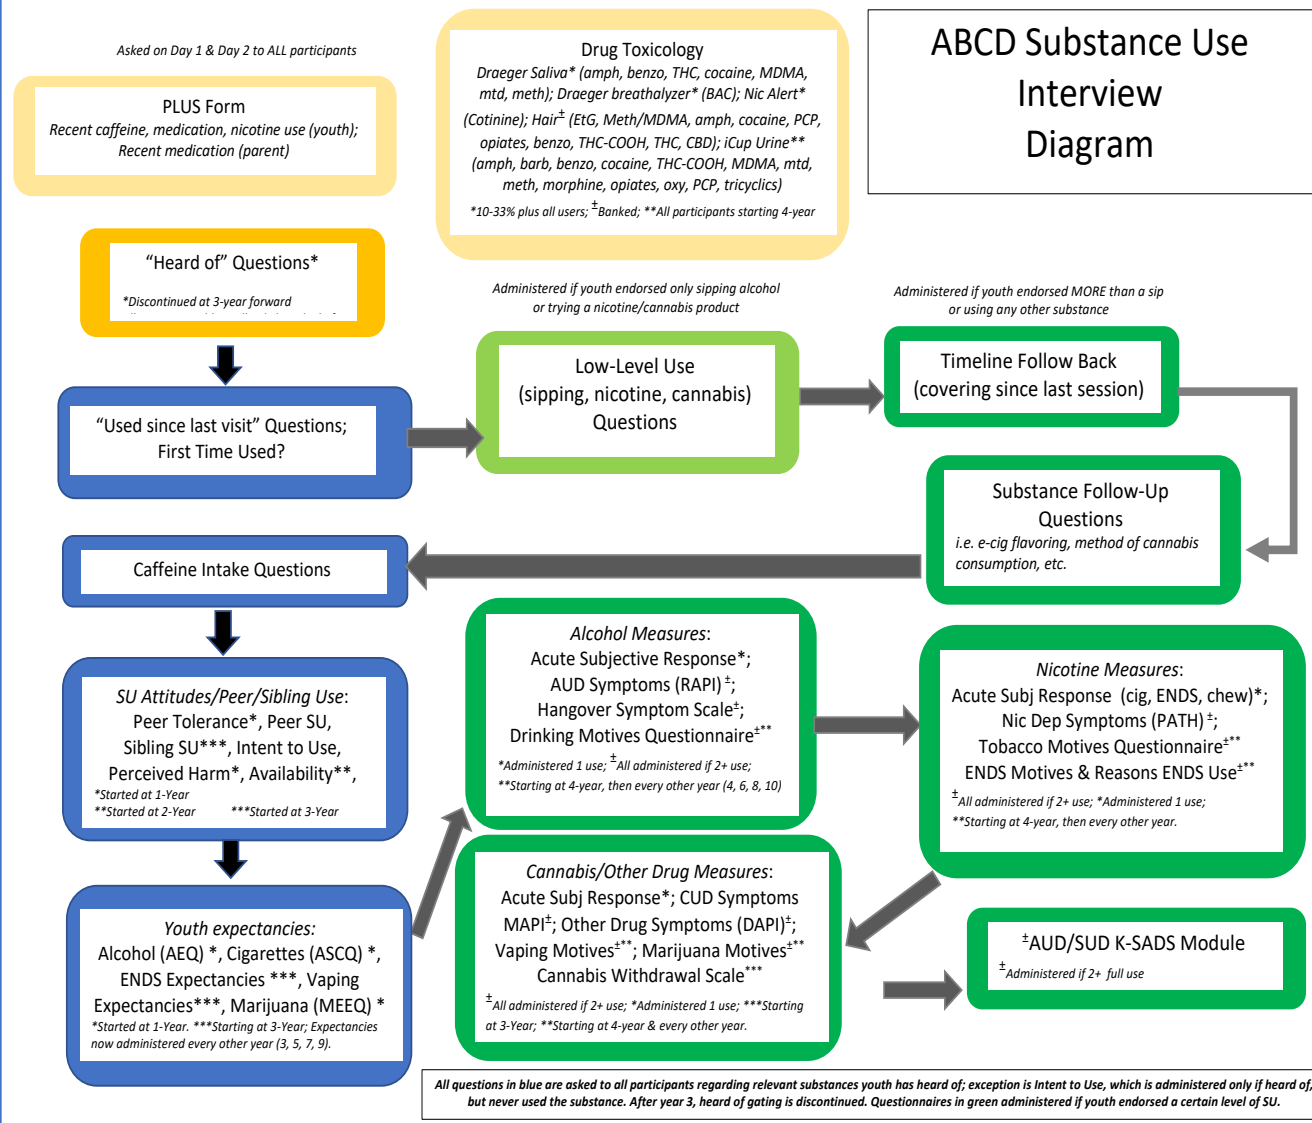 Asked on Day 1 & Day 2 to ALL participants
PLUS Form
Recent caffeine, medication, nicotine use (youth);
Recent medication (parent)
Drug Toxicology
Draeger Saliva* (amph, benzo, THC, cocaine, MDMA,
mtd, meth); Draeger breathalyzer* (BAC); Nic Alert*
(Cotinine); Hair± (EtG, Meth/MDMA, amph, cocaine, PCP,
opiates, benzo, THC-COOH, THC, CBD); iCup Urine**
(amph, barb, benzo, cocaine, THC-COOH, MDMA, mtd,
meth, morphine, opiates, oxy, PCP, tricyclics)
*10-33% plus all users; ±Banked; **All participants starting 4-year
ABCD Substance Use
Interview
Diagram
"Heard of" Questions*
*Discontinued at 3-year forward
Administered if youth endorsed only sipping alcohol
or trying a nicotine/cannabis product
Administered if youth endorsed MORE than a sip
or using any other substance
"Used since last visit" Questions;
First Time Used?
Low-Level Use
(sipping, nicotine, cannabis)
Questions
Timeline Follow Back
(covering since last session)
Substance Follow-Up
Questions
i.e. e-cig flavoring, method of cannabis
consumption, etc.
Caffeine Intake Questions
SU Attitudes/Peer/Sibling Use:
Peer Tolerance*, Peer SU,
Sibling SU***, Intent to Use,
Perceived Harm*, Availability**,
*Started at 1-Year
**Started at 2-Year ***Started at 3-Year
Youth expectancies:
Alcohol (AEQ) *, Cigarettes (ASCQ) *,
ENDS Expectancies ***, Vaping
Expectancies***, Marijuana (MEEQ) *
*Started at 1-Year. ***Starting at 3-Year; Expectancies
now administered every other year (3, 5, 7, 9).
Alcohol Measures:
Acute Subjective Response*;
AUD Symptoms (RAPI) ±;
Hangover Symptom Scale±;
Drinking Motives Questionnaire±**
*Administered 1 use; ±All administered if 2+ use;
**Starting at 4-year, then every other year (4, 6, 8, 10)
Nicotine Measures:
Acute Subj Response (cig, ENDS, chew)*;
Nic Dep Symptoms (PATH) ±;
Tobacco Motives Questionnaire±**
ENDS Motives & Reasons ENDS Use±**
±All administered if 2+ use; *Administered 1 use;
**Starting at 4-year, then every other year.
Cannabis/Other Drug Measures:
Acute Subj Response*; CUD Symptoms
MAPI±; Other Drug Symptoms (DAPI)±;
Vaping Motives±**; Marijuana Motives±**
Cannabis Withdrawal Scale***
±All administered if 2+ use; *Administered 1 use; ***Starting
at 3-Year; **Starting at 4-year & every other year.
±AUD/SUD K-SADS Module
±Administered if 2+ full use
All questions in blue are asked to all participants regarding relevant substances youth has heard of; exception is Intent to Use, which is administered only if heard of,
but never used the substance. After year 3, heard of gating is discontinued. Questionnaires in green administered if youth endorsed a certain level of SU.